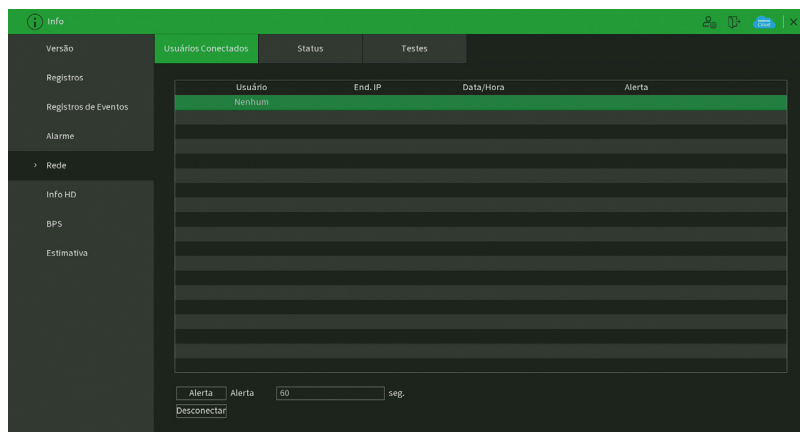 Info
Versão
Registros
Registros de Eventos
Alarme
Rede
Info HD
BPS
Estimativa
Usuários Conectados Status Testes
Usuário End. IP Data/Hora Alerta
Nenhum
Alerta Alerta 60 seg.
Desconectar